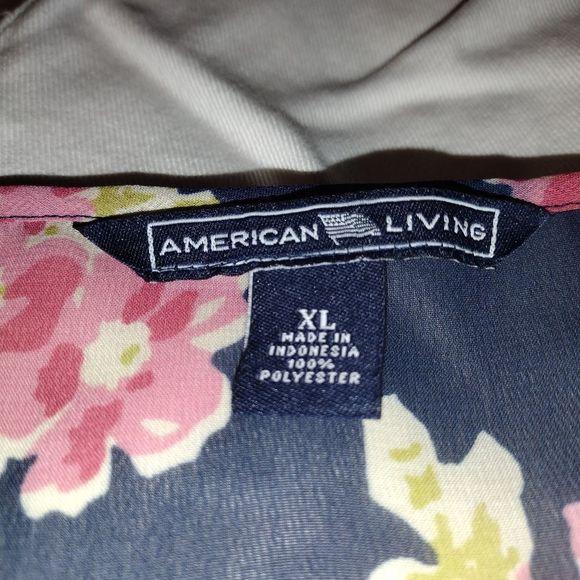 AMERICAN LIVING
XL
MADE IN
INDONESIA
100%
POLYESTER